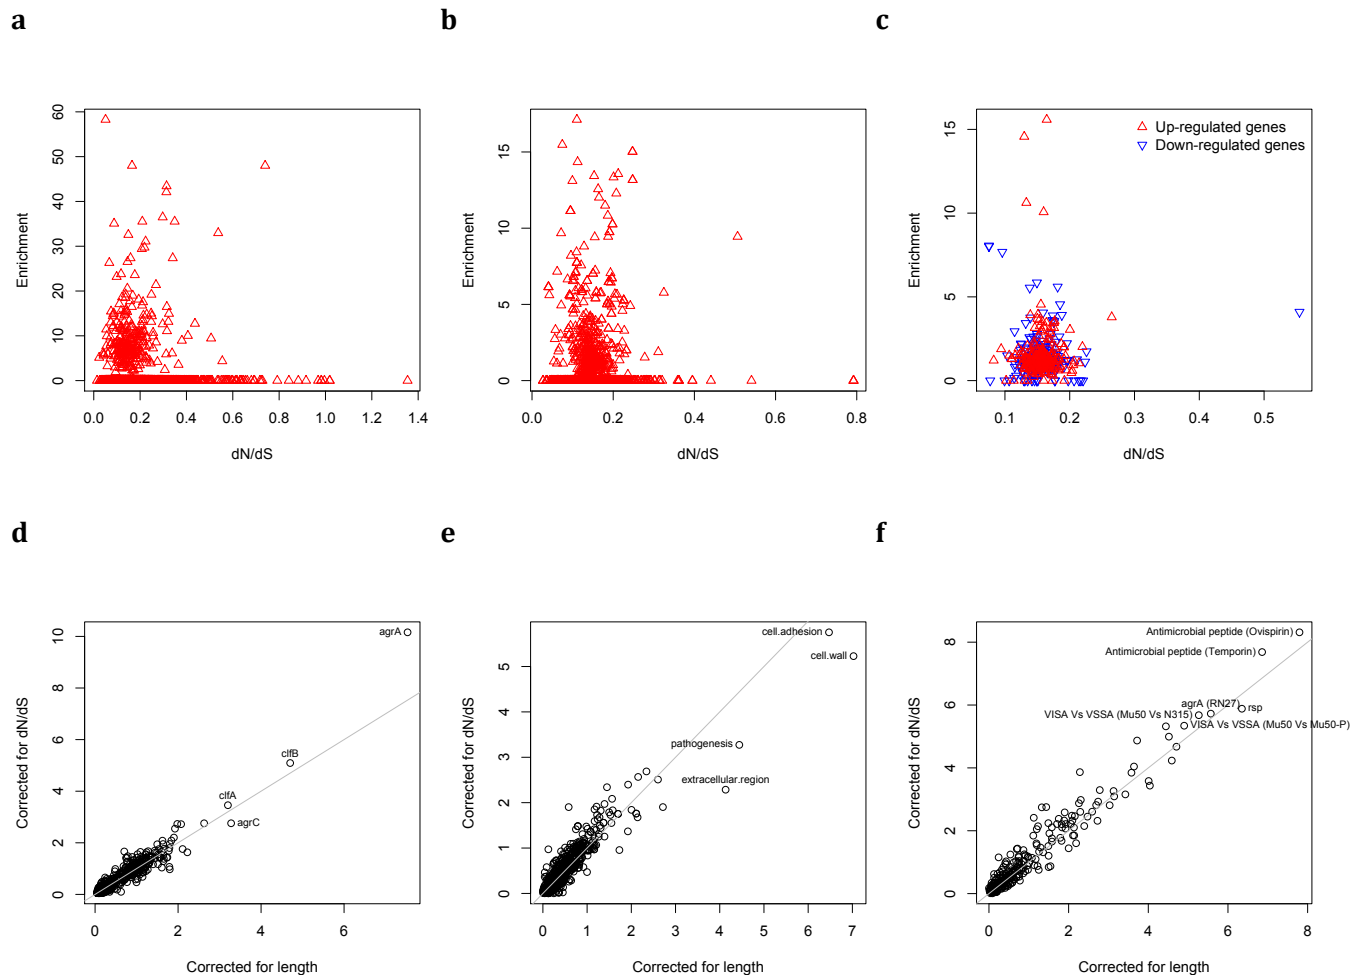 a
b
c
Enrichment
0 10 20 30 40 50 60
0.0 0.2 0.4 0.6 0.8 1.0 1.2 1.4
dN/dS
Enrichment
0 5 10 15
0.0 0.2 0.4 0.6 0.8
dN/dS
Enrichment
0 5 10 15
Up-regulated genes
Down-regulated genes
0.1 0.2 0.3 0.4 0.5
dN/dS
d
e
f
Corrected for dN/dS
0 2 4 6 8 10
agrA
clfB
clfA
agrC
0 2 4 6
Corrected for length
Corrected for dN/dS
0 1 2 3 4 5
cell.adhesion
cell.wall
pathogenesis
extracellular.region
0 1 2 3 4 5 6 7
Corrected for length
Corrected for dN/dS
0 2 4 6 8
Antimicrobial peptide (Ovispirin)
Antimicrobial peptide (Temporin)
agrA (RN27)
rsp
VISA Vs VSSA (Mu50 Vs N315)
VISA Vs VSSA (Mu50 Vs Mu50-P)
0 2 4 6 8
Corrected for length